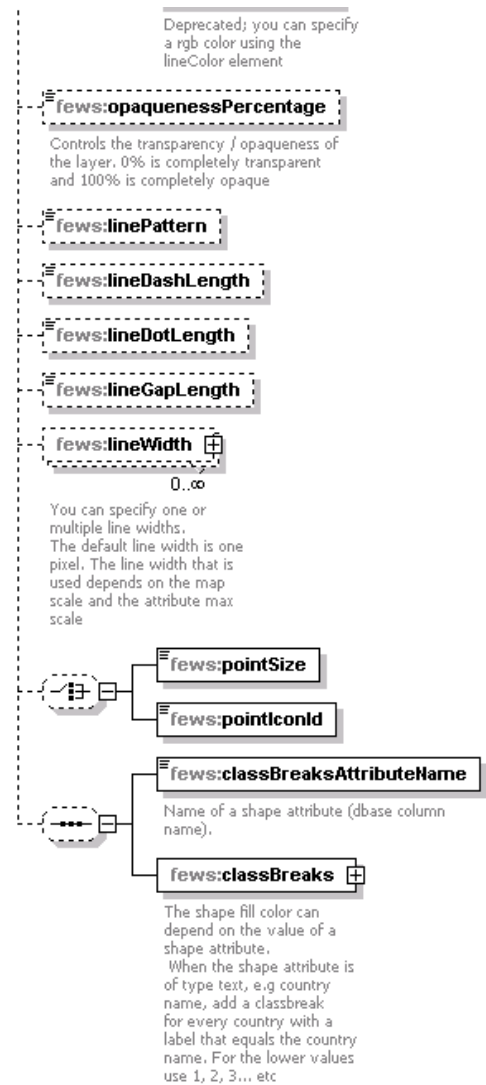 Deprecated; you can specify
a rgb color using the
lineColor element
fews:opaquenessPercentage
Controls the transparency / opaqueness of
the layer. 0% is completely transparent
and 100% is completely opaque
fews:linePattern
fews:lineDashLength
fews:lineDotLength
fews:lineGapLength
fews:lineWidth
0..∞
You can specify one or
multiple line widths.
The default line width is one
pixel. The line width that is
used depends on the map
scale and the attribute max
scale
fews:pointSize
fews:pointIconId
fews:classBreaksAttributeName
Name of a shape attribute (dbase column
name).
fews:classBreaks
The shape fill color can
depend on the value of a
shape attribute.
When the shape attribute is
of type text, e.g country
name, add a classbreak
for every country with a
label that equals the country
name. For the lower values
use 1, 2, 3... etc